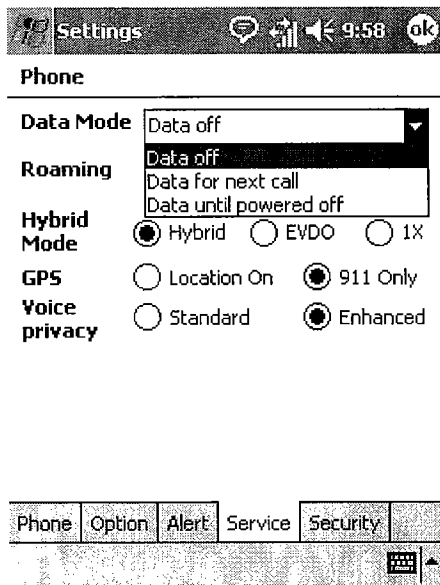 Settings 9:58 ok
Phone
Data Mode Data off
Data off
Roaming
Data for next call
Data until powered off
Hybrid Mode Hybrid EVDO 1X
GPS Location On 911 Only
Voice privacy Standard Enhanced
Phone Option Alert Service Security